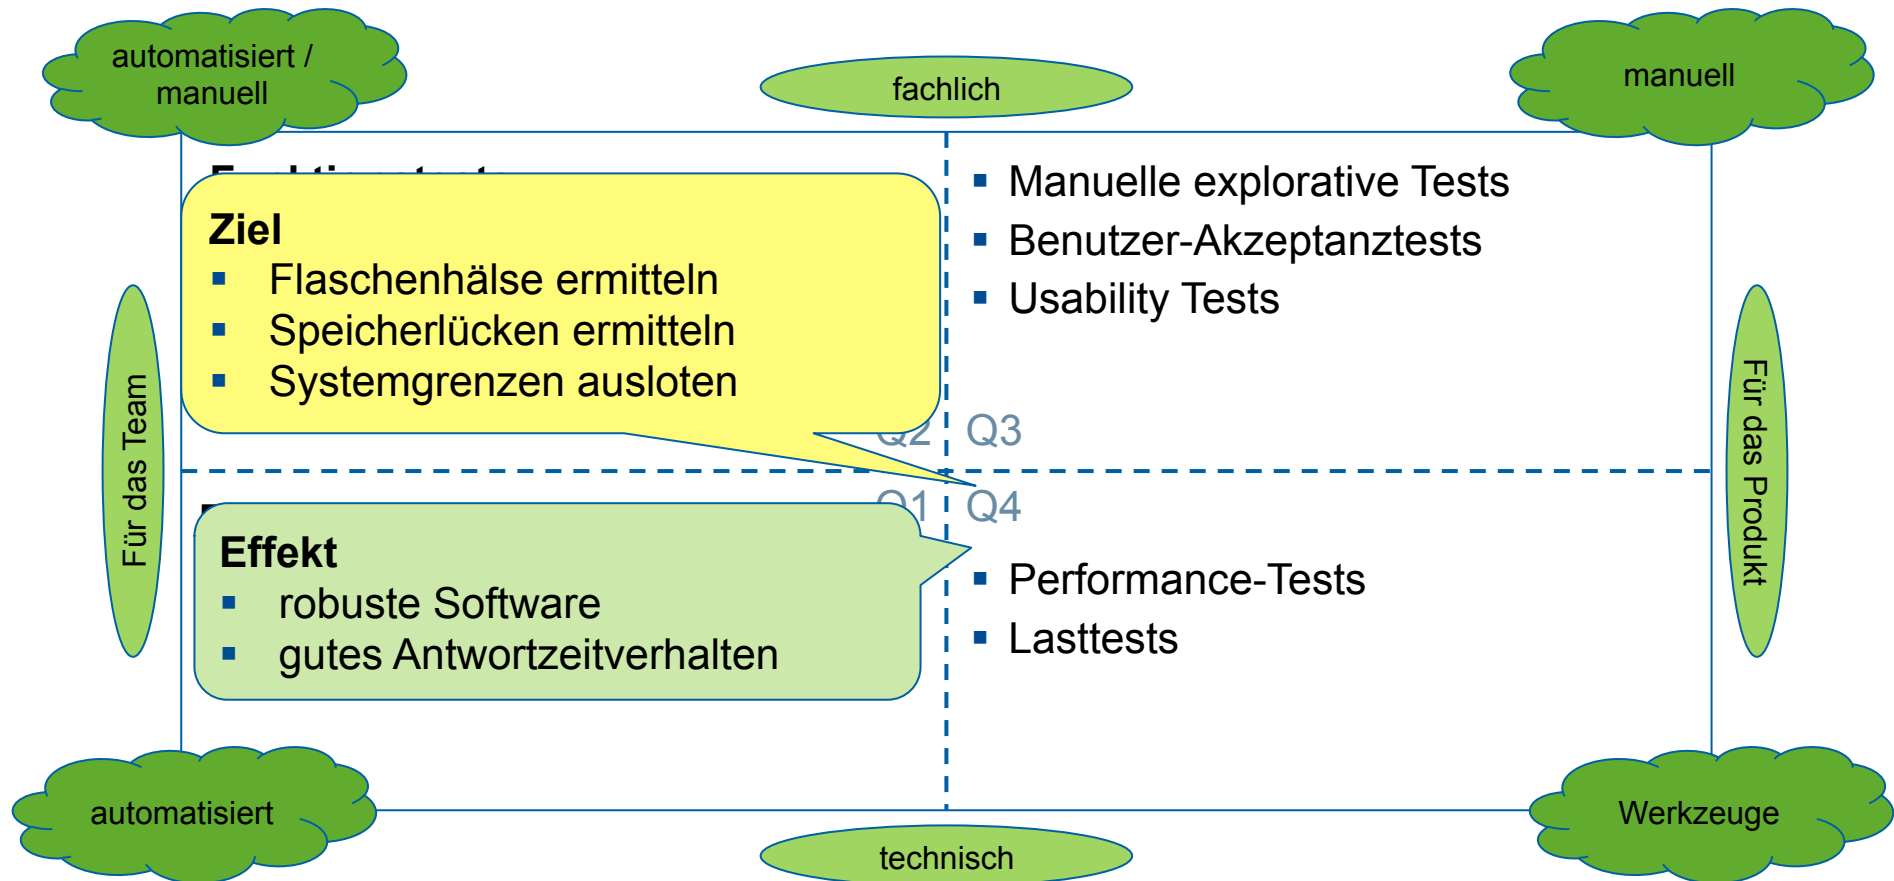 automatisiert /
manuell
fachlich
manuell
Ziel
▪ Flaschenhälse ermitteln
▪ Speicherlücken ermitteln
▪ Systemgrenzen ausloten
▪ Manuelle explorative Tests
▪ Benutzer-Akzeptanztests
▪ Usability Tests
Für das Team
Für das Produkt
Q2
Q3
Q1
Q4
Effekt
▪ robuste Software
▪ gutes Antwortzeitverhalten
▪ Performance-Tests
▪ Lasttests
automatisiert
Werkzeuge
technisch